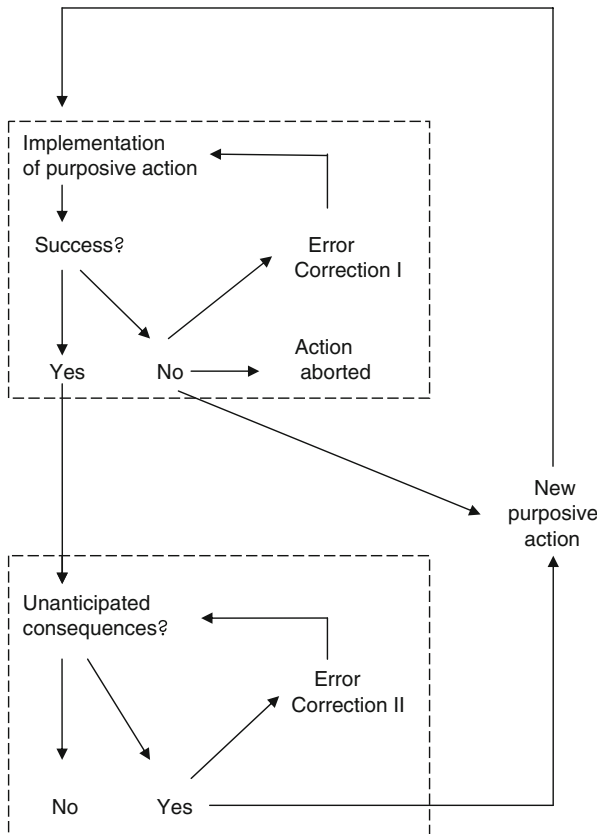 Implementation
of purposive action
Success?
Error
Correction I
Yes
No
Action
aborted
New
purposive
action
Unanticipated
consequences?
Error
Correction II
No
Yes